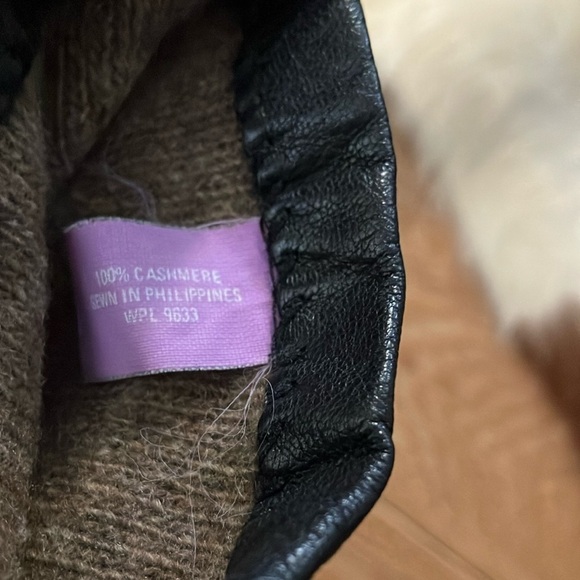 100% CASHMERE
SEWN IN PHILIPPINES
WPL 9633